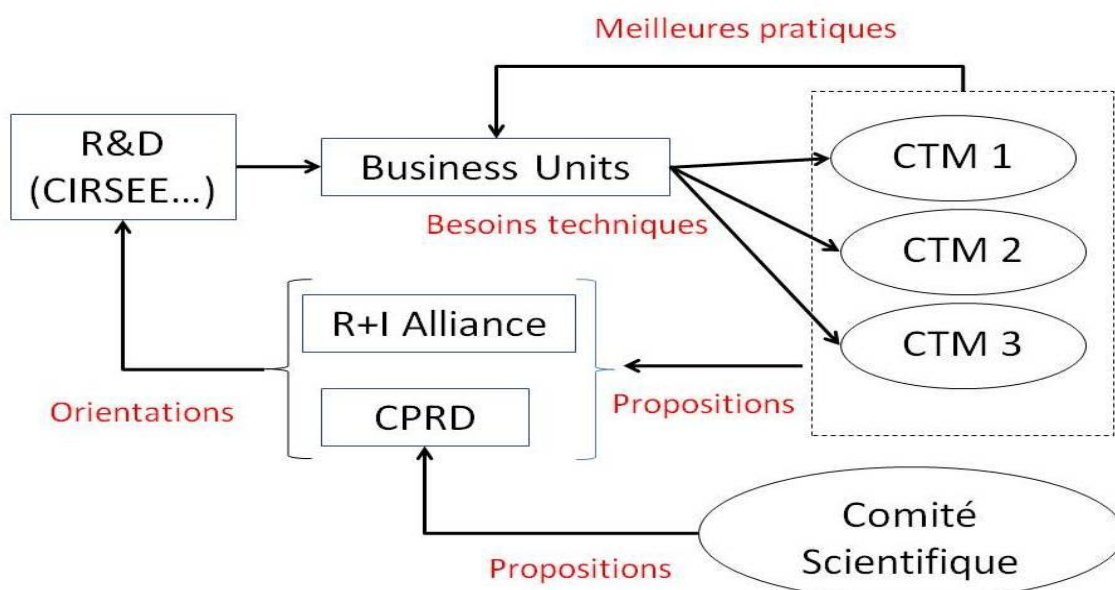 Meilleures pratiques
R&D
(CIRSEE...)
Business Units
CTM 1
Besoins techniques
CTM 2
R+I Alliance
CTM 3
Orientations
CPRD
Propositions
Comité
Scientifique
Propositions